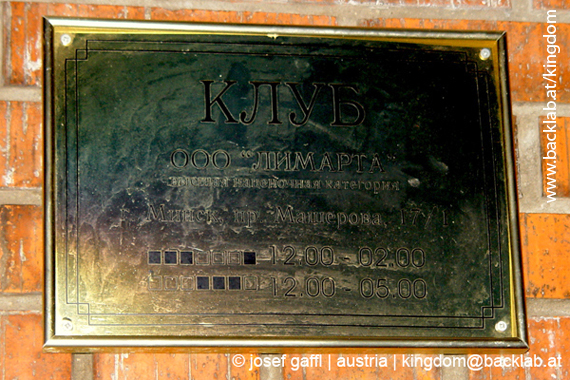 КЛУБ
ООО "ЛИМАРТА"
наценочная категория
Минск, пр. Машерова, 17/1
12.00 - 02.00
12.00 - 05.00
www.backlab.at/kingdom
© josef gaffl | austria | kingdom@backlab.at